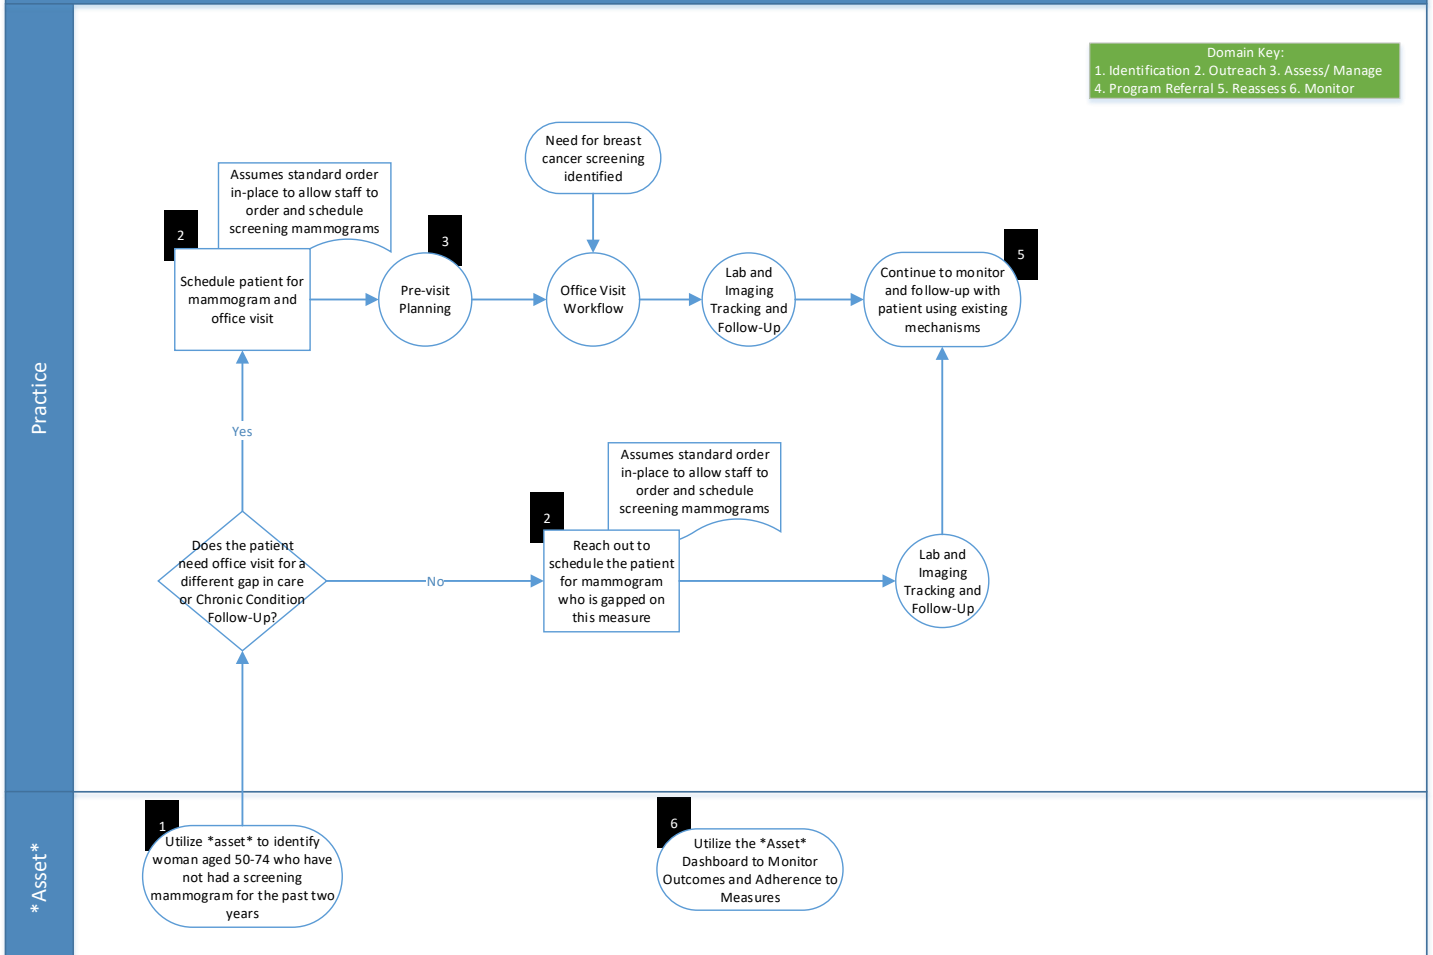 Domain Key:
1. Identification 2. Outreach 3. Assess/ Manage
4. Program Referral 5. Reassess 6. Monitor
Practice
Need for breast
cancer screening
identified
Assumes standard order
in-place to allow staff to
order and schedule
screening mammograms
2
Schedule patient for
mammogram and
office visit
3
Pre-visit
Planning
Office Visit
Workflow
Lab and
Imaging
Tracking and
Follow-Up
5
Continue to monitor
and follow-up with
patient using existing
mechanisms
Yes
Does the patient
need office visit for a
different gap in care
or Chronic Condition
Follow-Up?
No
Assumes standard order
in-place to allow staff to
order and schedule
screening mammograms
2
Reach out to
schedule the patient
for mammogram
who is gapped on
this measure
Lab and
Imaging
Tracking and
Follow-Up
*Asset*
1
Utilize *asset* to identify
woman aged 50-74 who have
not had a screening
mammogram for the past two
years
6
Utilize the *Asset*
Dashboard to Monitor
Outcomes and Adherence to
Measures